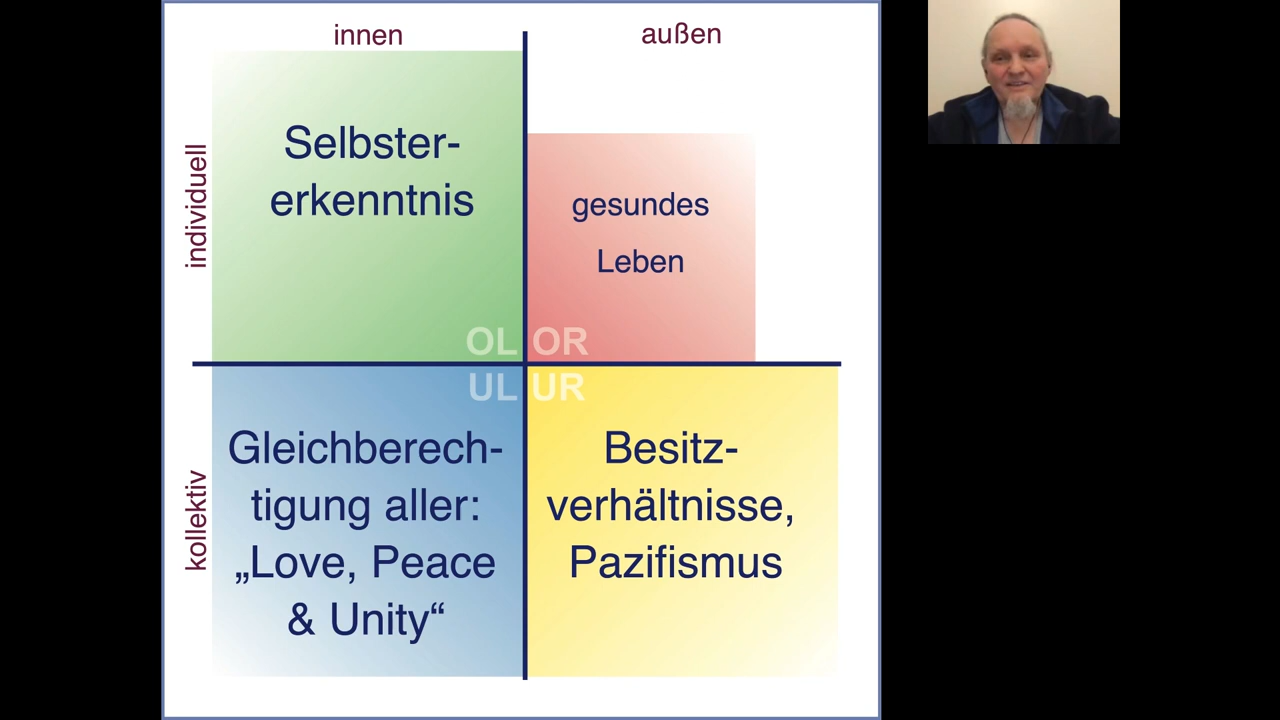 innen
außen
individuell
Selbster-
erkenntnis
gesundes
Leben
OL OR
UL UR
kollektiv
Gleichberech-
tigung aller:
„Love, Peace
& Unity“
Besitz-
verhältnisse,
Pazifismus